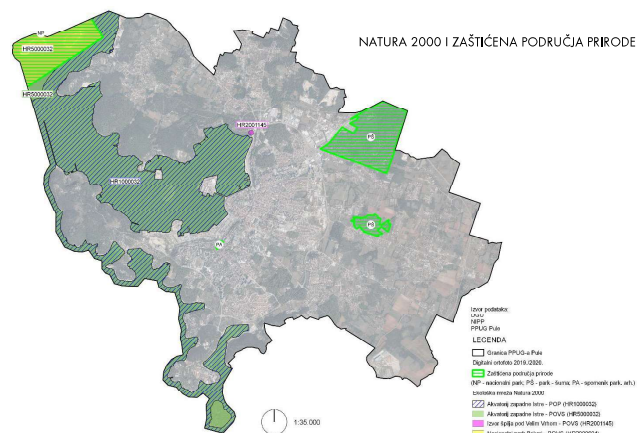 NATURA 2000 I ZAŠTIĆENA PODRUČJA PRIRODE
NP
HR5000032
HR5000032
HR2001145
PŠ
HR1000032
PŠ
PA
Izvor podataka:
DGU
NIPP
PPUG Pule
LEGENDA
Granica PPUG-a Pule
Digitalni ortofoto 2019./2020.
Zaštićena područja prirode
(NP - nacionalni park, PŠ - park - šuma, PA - spomenik park. arh.)
Ekološka mreža Natura 2000
Akvatorij zapadne Istre - POP (HR1000032)
Akvatorij zapadne Istre - POVS (HR5000032)
Izvor špilja pod Velim Vrhom - POVS (HR2001145)
1:35.000